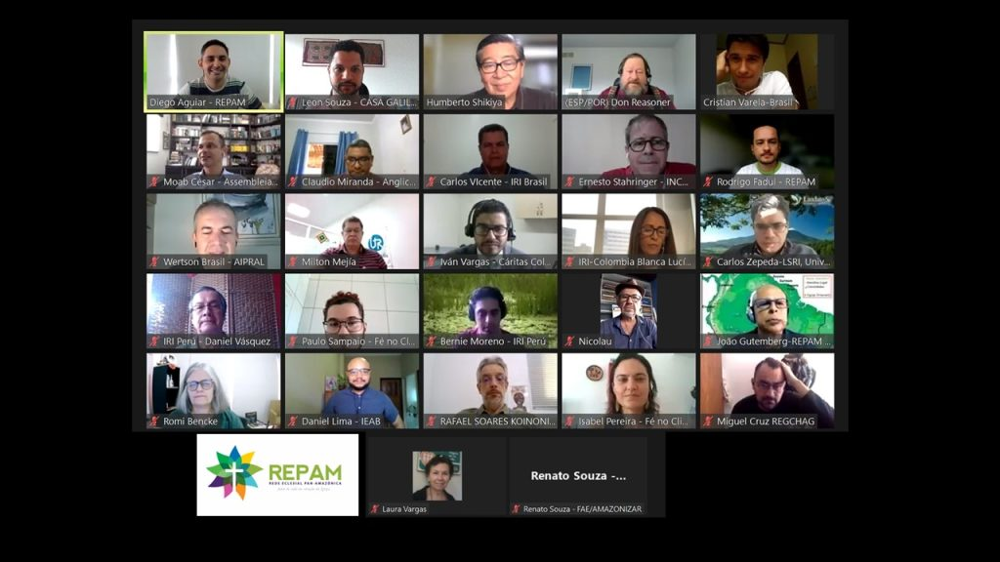 Diego Aguiar - REPAM
Leon Souza - CASA GALIL...
Humberto Shikiya
(ESP/POR) Don Reasoner
Cristian Varela-Brasil
Moab César - Assembleia...
Claudio Miranda - Anglic...
Carlos VIcente - IRI Brasil
Ernesto Stahringer - INC...
Rodrigo Fadul - REPAM
Wertson Brasil - AIPRAL
Milton Mejía
Iván Vargas - Cáritas Col...
IRI-Colombia Blanca Lucí...
Carlos Zepeda-LSRI, Univ...
IRI Perú - Daniel Vásquez
Paulo Sampaio - Fé no Cl...
Bernie Moreno - IRI Perú
Nicolau
João Gutemberg-REPAM ...
Romi Bencke
Daniel Lima - IEAB
RAFAEL SOARES KOINONI...
Isabel Pereira - Fé no Cli...
Miguel Cruz REGCHAG
REPAM
REDE ECLESIAL PAN-AMAZÔNICA
Laura Vargas
Renato Souza -...
Renato Souza - FAE/AMAZONIZAR